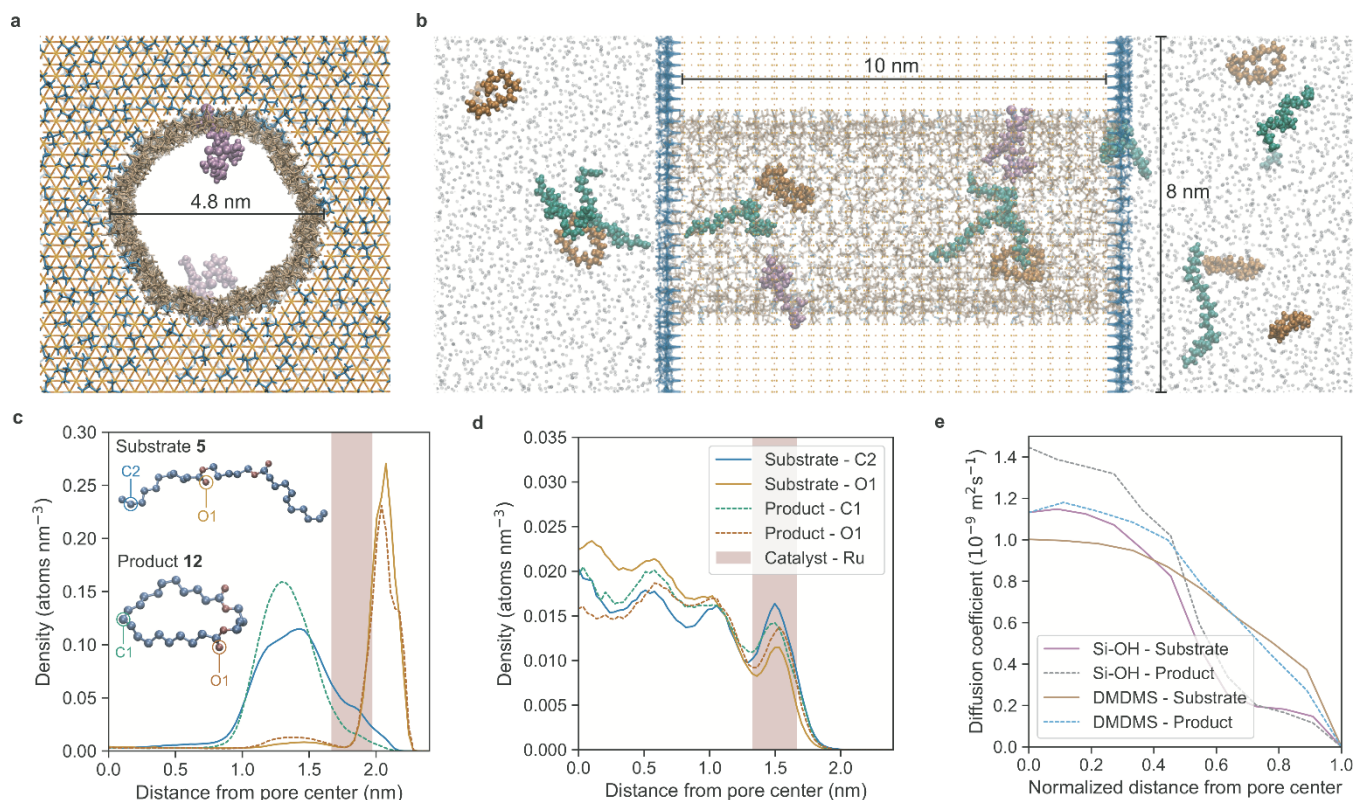 a
4.8 nm
b
10 nm
8 nm
c
Density (atoms nm⁻³)
0.30
0.25
0.20
0.15
0.10
0.05
0.00
Substrate 5
C2
O1
Product 12
C1
O1
0.0 0.5 1.0 1.5 2.0
Distance from pore center (nm)
d
Density (atoms nm⁻³)
0.035
0.030
0.025
0.020
0.015
0.010
0.005
0.000
Substrate - C2
Substrate - O1
Product - C1
Product - O1
Catalyst - Ru
0.0 0.5 1.0 1.5 2.0
Distance from pore center (nm)
e
Diffusion coefficient (10⁻⁹ m²s⁻¹)
1.4
1.2
1.0
0.8
0.6
0.4
0.2
0.0
Si-OH - Substrate
Si-OH - Product
DMDMS - Substrate
DMDMS - Product
0.0 0.2 0.4 0.6 0.8 1.0
Normalized distance from pore center